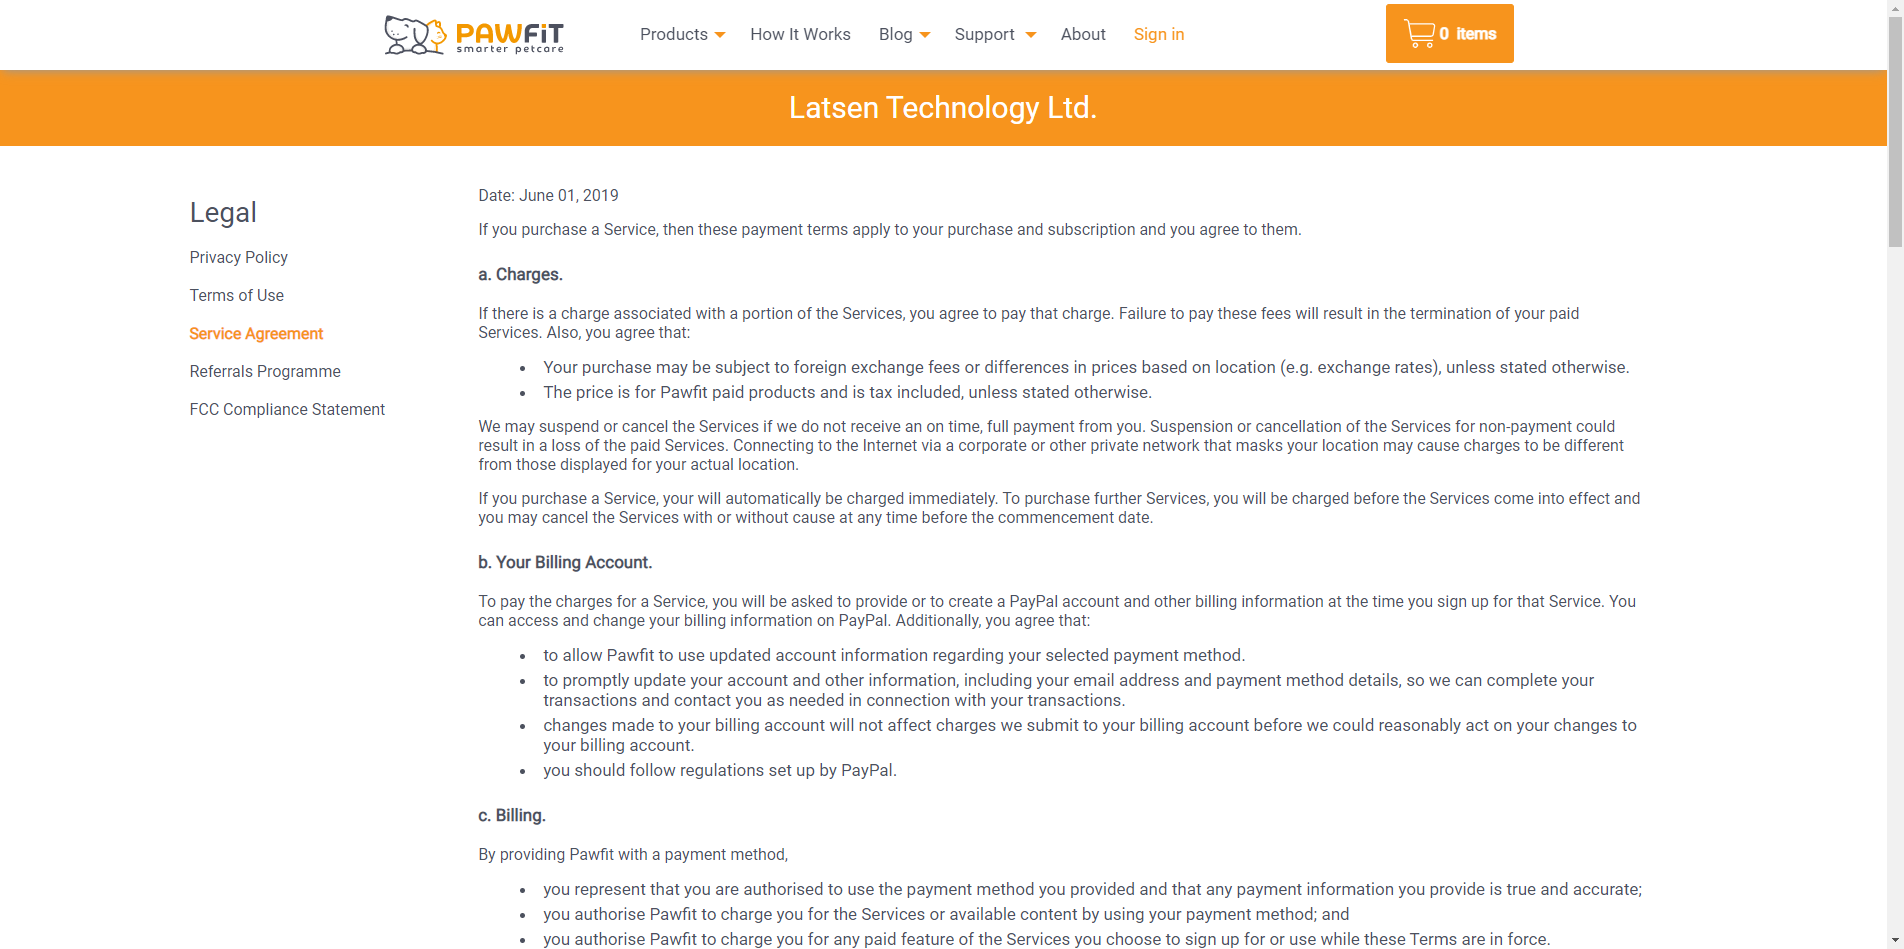 PAWFiT
smarter petcare
Products
How It Works
Blog
Support
About
Sign in
0 items
Latsen Technology Ltd.
Legal
Privacy Policy
Terms of Use
Service Agreement
Referrals Programme
FCC Compliance Statement
Date: June 01, 2019
If you purchase a Service, then these payment terms apply to your purchase and subscription and you agree to them.
a. Charges.
If there is a charge associated with a portion of the Services, you agree to pay that charge. Failure to pay these fees will result in the termination of your paid
Services. Also, you agree that:
• Your purchase may be subject to foreign exchange fees or differences in prices based on location (e.g. exchange rates), unless stated otherwise.
• The price is for Pawfit paid products and is tax included, unless stated otherwise.
We may suspend or cancel the Services if we do not receive an on time, full payment from you. Suspension or cancellation of the Services for non-payment could
result in a loss of the paid Services. Connecting to the Internet via a corporate or other private network that masks your location may cause charges to be different
from those displayed for your actual location.
If you purchase a Service, your will automatically be charged immediately. To purchase further Services, you will be charged before the Services come into effect and
you may cancel the Services with or without cause at any time before the commencement date.
b. Your Billing Account.
To pay the charges for a Service, you will be asked to provide or to create a PayPal account and other billing information at the time you sign up for that Service. You
can access and change your billing information on PayPal. Additionally, you agree that:
• to allow Pawfit to use updated account information regarding your selected payment method.
• to promptly update your account and other information, including your email address and payment method details, so we can complete your
transactions and contact you as needed in connection with your transactions.
• changes made to your billing account will not affect charges we submit to your billing account before we could reasonably act on your changes to
your billing account.
• you should follow regulations set up by PayPal.
c. Billing.
By providing Pawfit with a payment method,
• you represent that you are authorised to use the payment method you provided and that any payment information you provide is true and accurate;
• you authorise Pawfit to charge you for the Services or available content by using your payment method; and
• you authorise Pawfit to charge you for any paid feature of the Services you choose to sign up for or use while these Terms are in force.